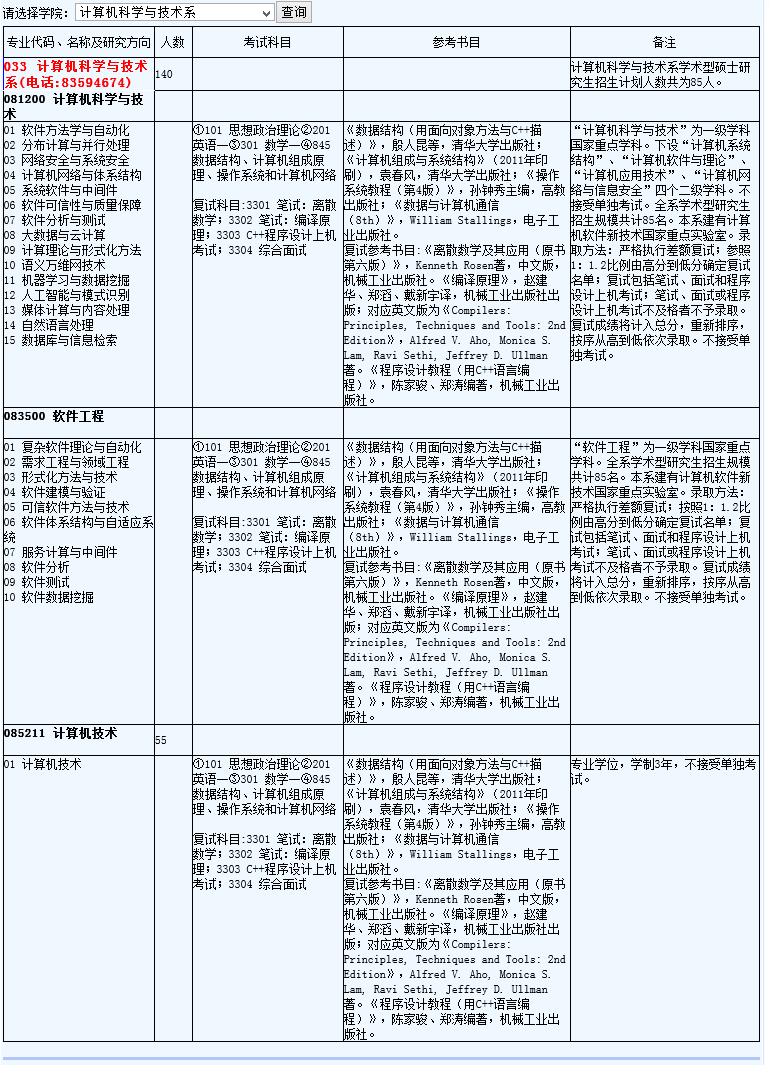 请选择学院： 计算机科学与技术系 查询
专业代码、名称及研究方向 人数 考试科目 参考书目 备注
033 计算机科学与技术
系(电话:83594674)
140
计算机科学与技术系学术型硕士研
究生招生计划人数共为85人。
081200 计算机科学与技
术
01 软件方法学与自动化
02 分布计算与并行处理
03 网络安全与系统安全
04 计算机网络与体系结构
05 系统软件与中间件
06 软件可信性与质量保障
07 软件分析与测试
08 大数据与云计算
09 计算理论与形式化方法
10 语义万维网技术
11 机器学习与数据挖掘
12 人工智能与模式识别
13 媒体计算与内容处理
14 自然语言处理
15 数据库与信息检索
①101 思想政治理论②201
英语一③301 数学一④845
数据结构、计算机组成原
理、操作系统和计算机网络
复试科目:3301 笔试：离散
数学；3302 笔试：编译原
理；3303 C++程序设计上机
考试；3304 综合面试
《数据结构（用面向对象方法与C++描
述）》，殷人昆等，清华大学出版社；
《计算机组成与系统结构》（2011年印
刷），袁春风，清华大学出版社；《操作
系统教程（第4版）》，孙钟秀主编，高教
出版社；《数据与计算机通信
（8th）》，William Stallings，电子工
业出版社。
复试参考书目:《离散数学及其应用（原书
第六版）》，Kenneth Rosen著，中文版，
机械工业出版社。《编译原理》，赵建
华、郑滔、戴新宇译，机械工业出版社出
版；对应英文版为《Compilers:
Principles, Techniques and Tools: 2nd
Edition》，Alfred V. Aho, Monica S.
Lam, Ravi Sethi, Jeffrey D. Ullman
著。《程序设计教程（用C++语言编
程）》，陈家骏、郑涛编著，机械工业出
版社。
“计算机科学与技术”为一级学科
国家重点学科。下设“计算机系统
结构”、“计算机软件与理论”、
“计算机应用技术”、“计算机网
络与信息安全”四个二级学科。不
接受单独考试。全系学术型研究生
招生规模共计85名。本系建有计算
机软件新技术国家重点实验室。录
取方法：严格执行差额复试；参照
1：1.2比例由高分到低分确定复试
名单；复试包括笔试、面试和程序
设计上机考试；笔试、面试或程序
设计上机考试不及格者不予录取。
复试成绩将计入总分，重新排序，
按序从高到低依次录取。不接受单
独考试。
083500 软件工程
01 复杂软件理论与自动化
02 需求工程与领域工程
03 形式化方法与技术
04 软件建模与验证
05 可信软件方法与技术
06 软件体系结构与自适应系
统
07 服务计算与中间件
08 软件分析
09 软件测试
10 软件数据挖掘
①101 思想政治理论②201
英语一③301 数学一④845
数据结构、计算机组成原
理、操作系统和计算机网络
复试科目:3301 笔试：离散
数学；3302 笔试：编译原
理；3303 C++程序设计上机
考试；3304 综合面试
《数据结构（用面向对象方法与C++描
述）》，殷人昆等，清华大学出版社；
《计算机组成与系统结构》（2011年印
刷），袁春风，清华大学出版社；《操作
系统教程（第4版）》，孙钟秀主编，高教
出版社；《数据与计算机通信
（8th）》，William Stallings，电子工
业出版社。
复试参考书目:《离散数学及其应用（原书
第六版）》，Kenneth Rosen著，中文版，
机械工业出版社。《编译原理》，赵建
华、郑滔、戴新宇译，机械工业出版社出
版；对应英文版为《Compilers:
Principles, Techniques and Tools: 2nd
Edition》，Alfred V. Aho, Monica S.
Lam, Ravi Sethi, Jeffrey D. Ullman
著。《程序设计教程（用C++语言编
程）》，陈家骏、郑涛编著，机械工业出
版社。
“软件工程”为一级学科国家重点
学科。全系学术型研究生招生规模
共计85名。本系建有计算机软件新
技术国家重点实验室。录取方法：
严格执行差额复试；按照1：1.2比
例由高分到低分确定复试名单；复
试包括笔试、面试和程序设计上机
考试；笔试、面试或程序设计上机
考试不及格者不予录取。复试成绩
将计入总分，重新排序，按序从高
到低依次录取。不接受单独考试。
085211 计算机技术
55
01 计算机技术
①101 思想政治理论②201
英语一③301 数学一④845
数据结构、计算机组成原
理、操作系统和计算机网络
复试科目:3301 笔试：离散
数学；3302 笔试：编译原
理；3303 C++程序设计上机
考试；3304 综合面试
《数据结构（用面向对象方法与C++描
述）》，殷人昆等，清华大学出版社；
《计算机组成与系统结构》（2011年印
刷），袁春风，清华大学出版社；《操作
系统教程（第4版）》，孙钟秀主编，高教
出版社；《数据与计算机通信
（8th）》，William Stallings，电子工
业出版社。
复试参考书目:《离散数学及其应用（原书
第六版）》，Kenneth Rosen著，中文版，
机械工业出版社。《编译原理》，赵建
华、郑滔、戴新宇译，机械工业出版社出
版；对应英文版为《Compilers:
Principles, Techniques and Tools: 2nd
Edition》，Alfred V. Aho, Monica S.
Lam, Ravi Sethi, Jeffrey D. Ullman
著。《程序设计教程（用C++语言编
程）》，陈家骏、郑涛编著，机械工业出
版社。
专业学位，学制3年，不接受单独考
试。